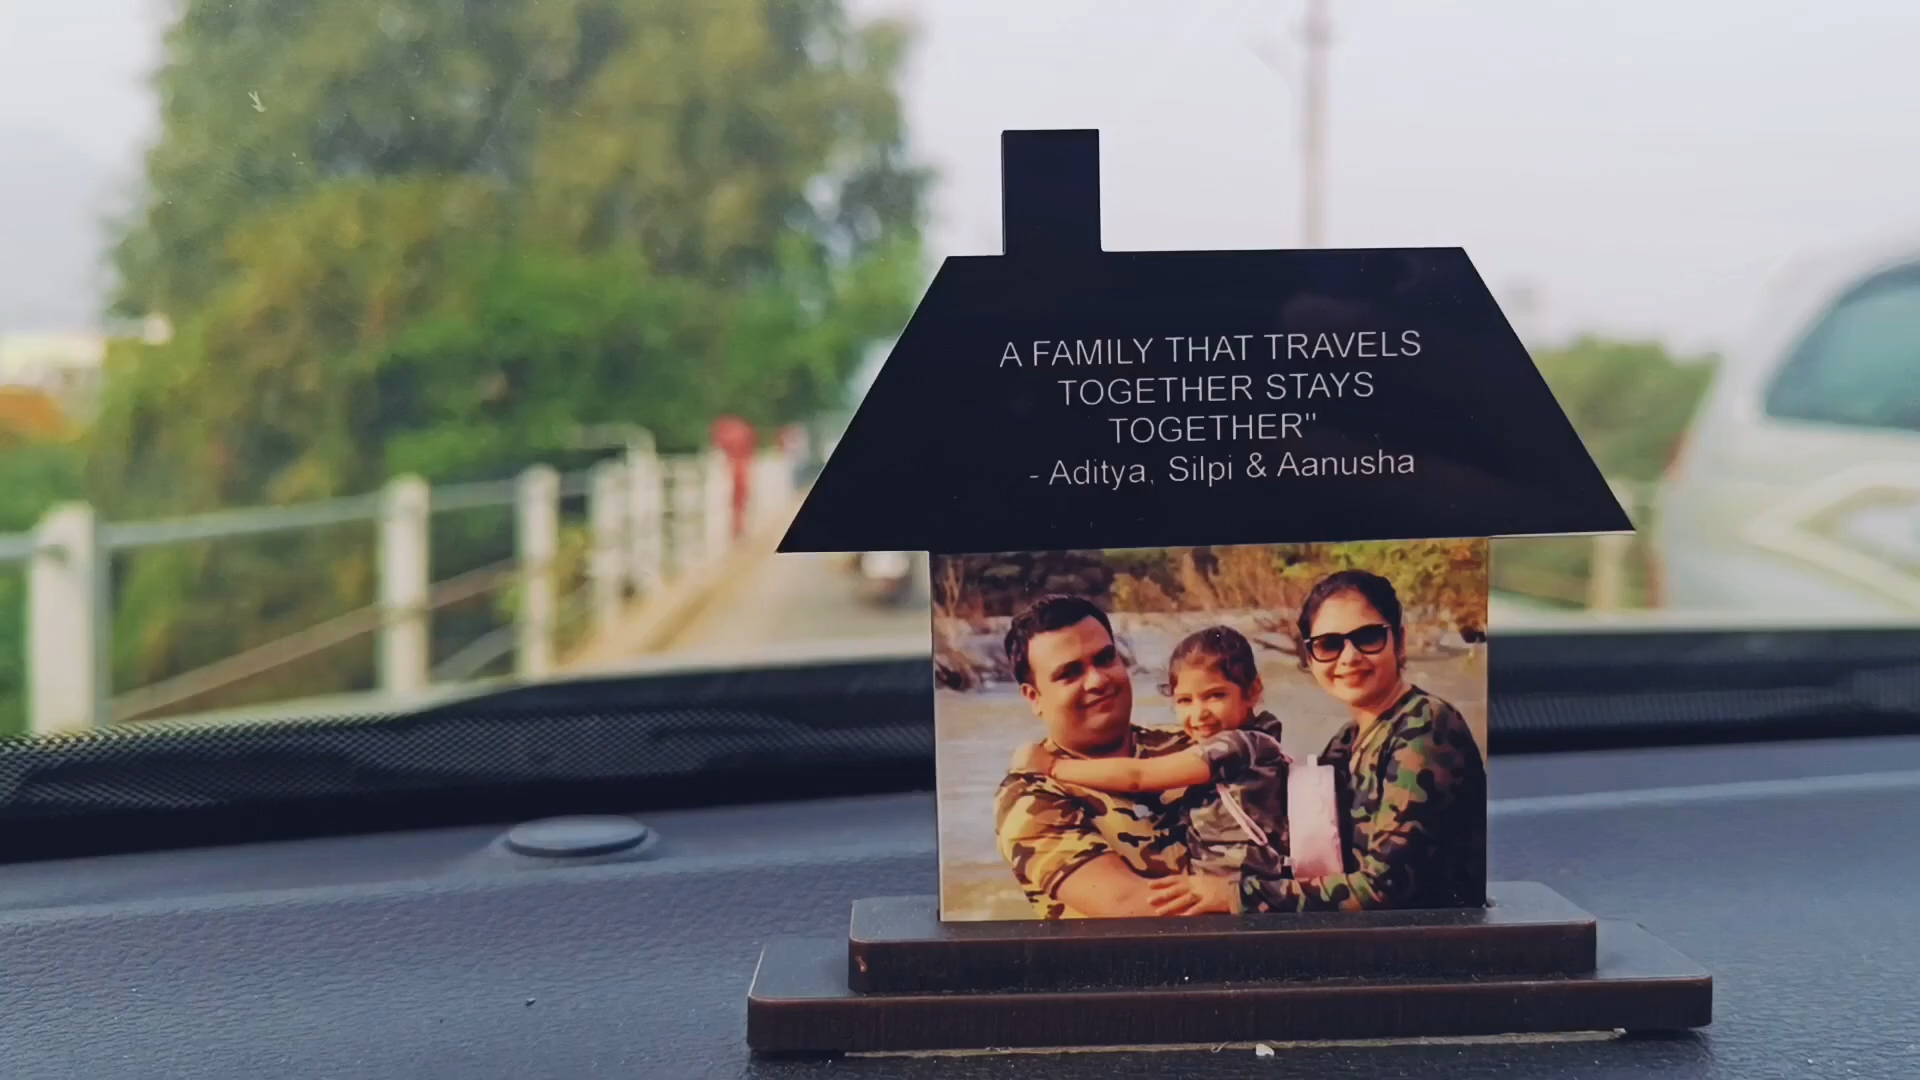 A FAMILY THAT TRAVELS
TOGETHER STAYS
TOGETHER"
- Aditya, Silpi & Aanusha